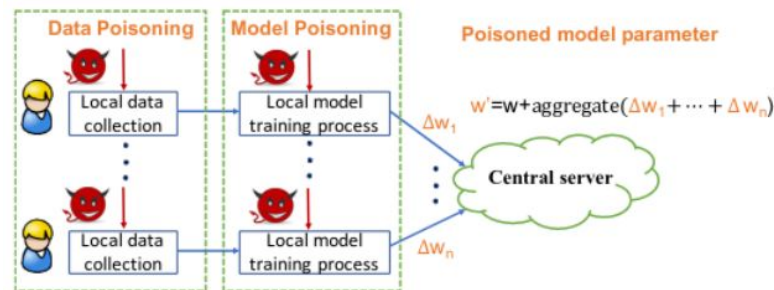 Data Poisoning
Model Poisoning
Poisoned model parameter
Local data
collection
Local model
training process
Δw₁
w'=w+aggregate(Δw₁+ ⋯ + Δ wₙ)
Central server
Local data
collection
Local model
training process
Δwₙ